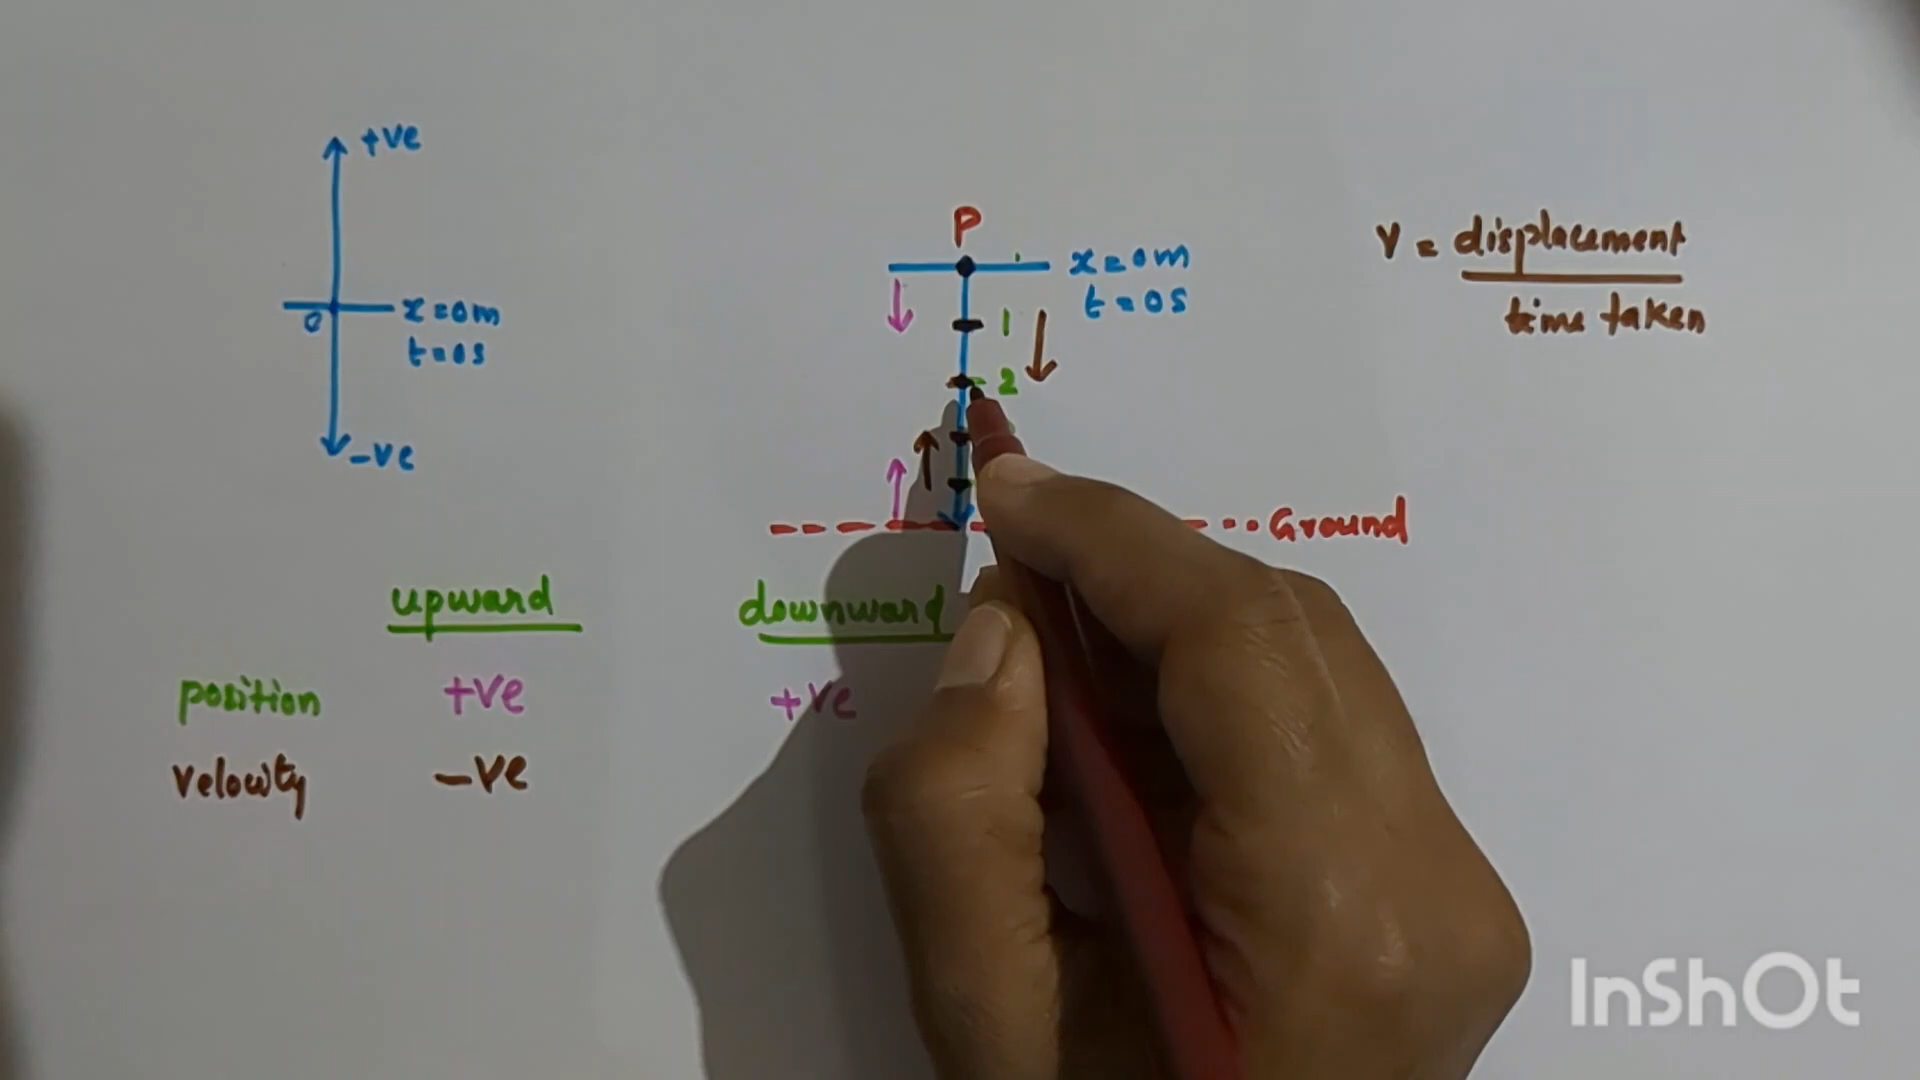 +ve
x=0m
t=0s
O
-ve
P
x=0m
t=0s
1
2
Ground
V = displacement
time taken
upward downward
position +ve +ve
velocity -ve
InShOt